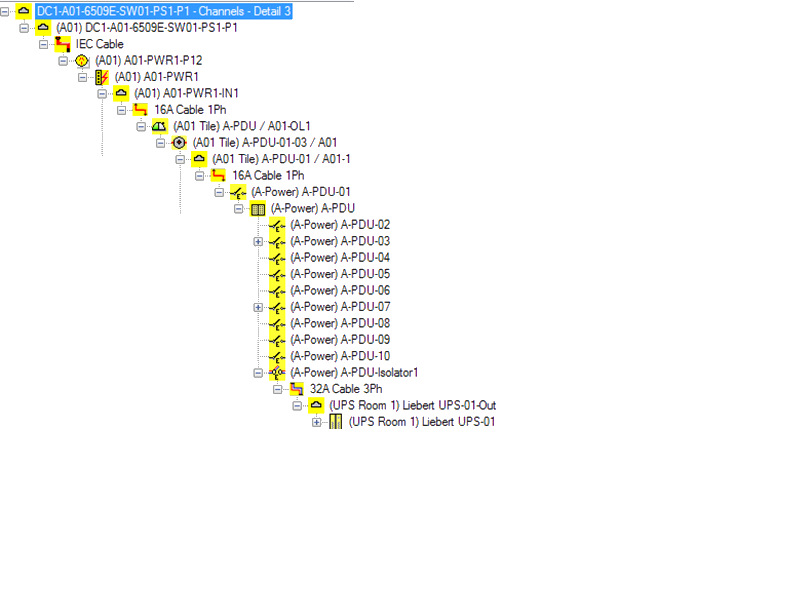 DC1-A01-6509E-SW01-PS1-P1 - Channels - Detail 3
(A01) DC1-A01-6509E-SW01-PS1-P1
IEC Cable
(A01) A01-PWR1-P12
(A01) A01-PWR1
(A01) A01-PWR1-IN1
16A Cable 1Ph
(A01 Tile) A-PDU / A01-OL1
(A01 Tile) A-PDU-01-03 / A01
(A01 Tile) A-PDU-01 / A01-1
16A Cable 1Ph
(A-Power) A-PDU-01
(A-Power) A-PDU
(A-Power) A-PDU-02
(A-Power) A-PDU-03
(A-Power) A-PDU-04
(A-Power) A-PDU-05
(A-Power) A-PDU-06
(A-Power) A-PDU-07
(A-Power) A-PDU-08
(A-Power) A-PDU-09
(A-Power) A-PDU-10
(A-Power) A-PDU-Isolator1
32A Cable 3Ph
(UPS Room 1) Liebert UPS-01-Out
(UPS Room 1) Liebert UPS-01